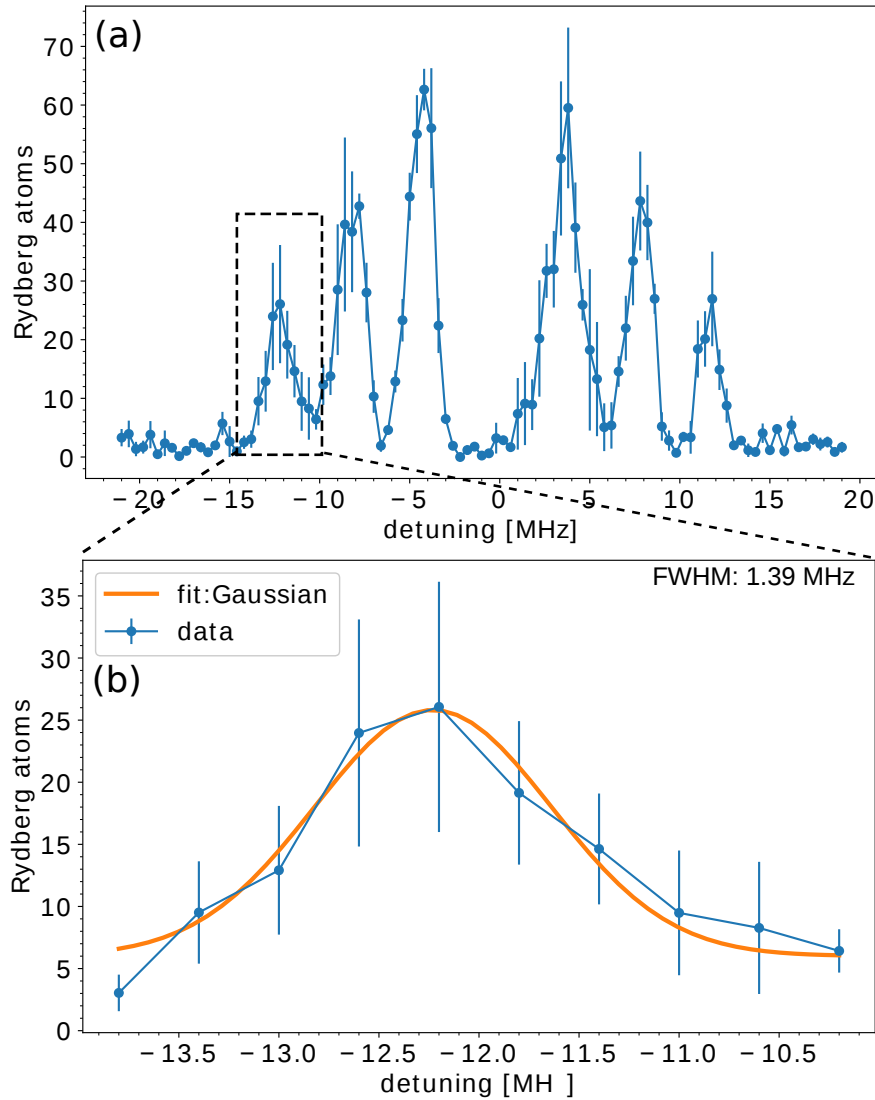 (a)
Rydberg atoms
70
60
50
40
30
20
10
0
−20 −15 −10 −5 0 5 10 15 20
detuning [MHz]
FWHM: 1.39 MHz
fit:Gaussian
data
(b)
Rydberg atoms
35
30
25
20
15
10
5
0
−13.5 −13.0 −12.5 −12.0 −11.5 −11.0 −10.5
detuning [MH ]